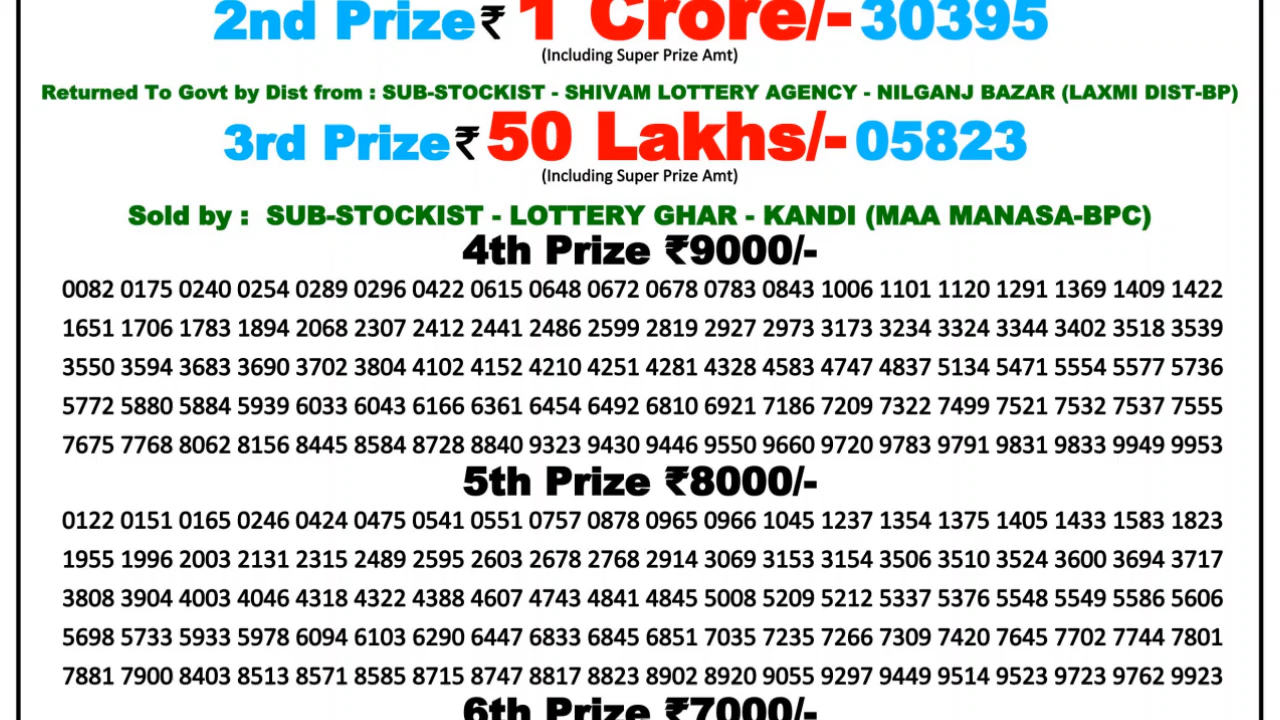 2nd Prize ₹ 1 Crore/- 30395
(Including Super Prize Amt)
Returned To Govt by Dist from : SUB-STOCKIST - SHIVAM LOTTERY AGENCY - NILGANJ BAZAR (LAXMI DIST-BP)
3rd Prize ₹ 50 Lakhs/- 05823
(Including Super Prize Amt)
Sold by : SUB-STOCKIST - LOTTERY GHAR - KANDI (MAA MANASA-BPC)
4th Prize ₹9000/-
0082 0175 0240 0254 0289 0296 0422 0615 0648 0672 0678 0783 0843 1006 1101 1120 1291 1369 1409 1422
1651 1706 1783 1894 2068 2307 2412 2441 2486 2599 2819 2927 2973 3173 3234 3324 3344 3402 3518 3539
3550 3594 3683 3690 3702 3804 4102 4152 4210 4251 4281 4328 4583 4747 4837 5134 5471 5554 5577 5736
5772 5880 5884 5939 6033 6043 6166 6361 6454 6492 6810 6921 7186 7209 7322 7499 7521 7532 7537 7555
7675 7768 8062 8156 8445 8584 8728 8840 9323 9430 9446 9550 9660 9720 9783 9791 9831 9833 9949 9953
5th Prize ₹8000/-
0122 0151 0165 0246 0424 0475 0541 0551 0757 0878 0965 0966 1045 1237 1354 1375 1405 1433 1583 1823
1955 1996 2003 2131 2315 2489 2595 2603 2678 2768 2914 3069 3153 3154 3506 3510 3524 3600 3694 3717
3808 3904 4003 4046 4318 4322 4388 4607 4743 4841 4845 5008 5209 5212 5337 5376 5548 5549 5586 5606
5698 5733 5933 5978 6094 6103 6290 6447 6833 6845 6851 7035 7235 7266 7309 7420 7645 7702 7744 7801
7881 7900 8403 8513 8571 8585 8715 8747 8817 8823 8902 8920 9055 9297 9449 9514 9523 9723 9762 9923
6th Prize ₹7000/-